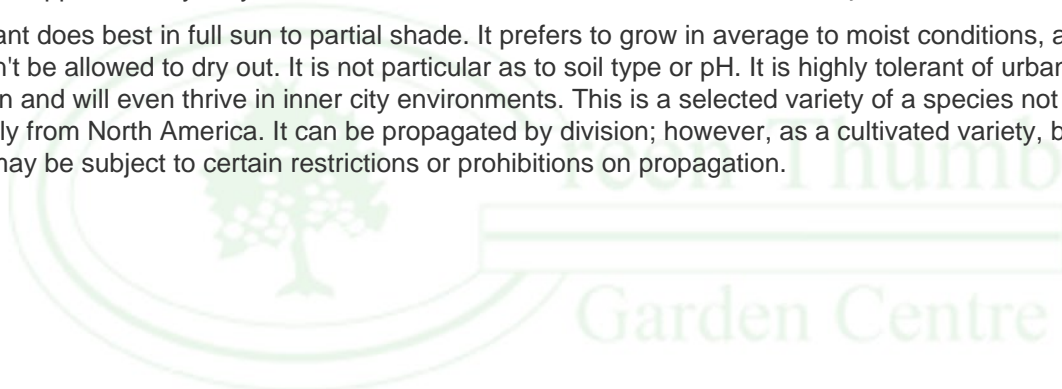 ant does best in full sun to partial shade. It prefers to grow in average to moist conditions, a
n't be allowed to dry out. It is not particular as to soil type or pH. It is highly tolerant of urban
n and will even thrive in inner city environments. This is a selected variety of a species not
ly from North America. It can be propagated by division; however, as a cultivated variety, b
may be subject to certain restrictions or prohibitions on propagation.
reen Thumb
Garden Centre